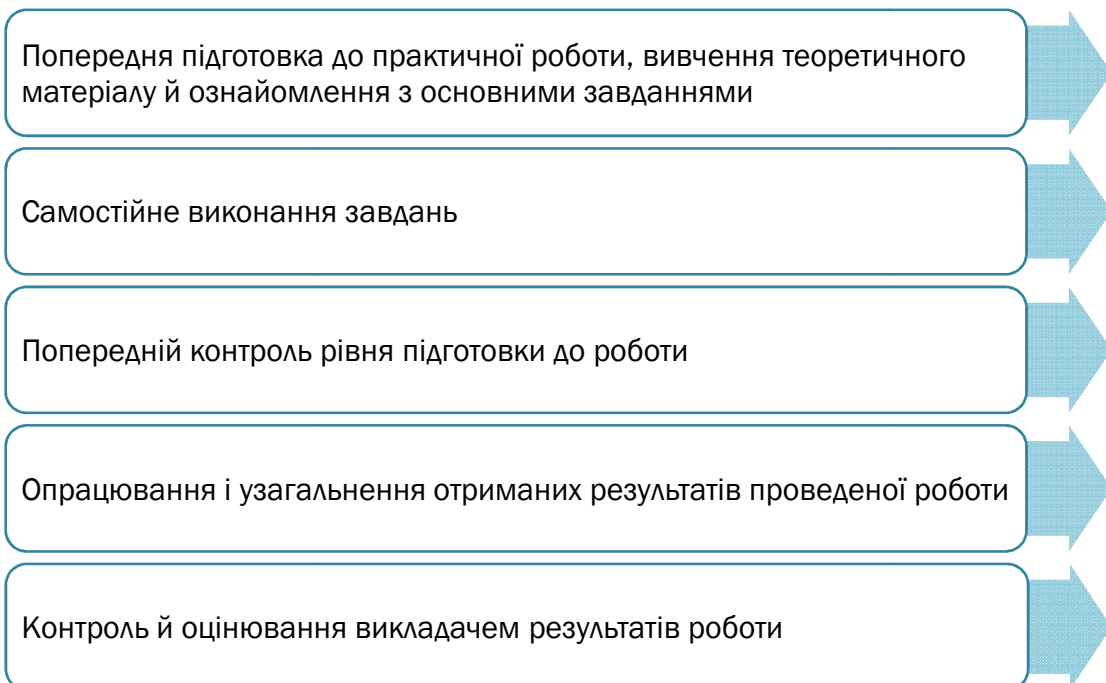 Попередня підготовка до практичної роботи, вивчення теоретичного
матеріалу й ознайомлення з основними завданнями
Самостійне виконання завдань
Попередній контроль рівня підготовки до роботи
Опрацювання і узагальнення отриманих результатів проведеної роботи
Контроль й оцінювання викладачем результатів роботи